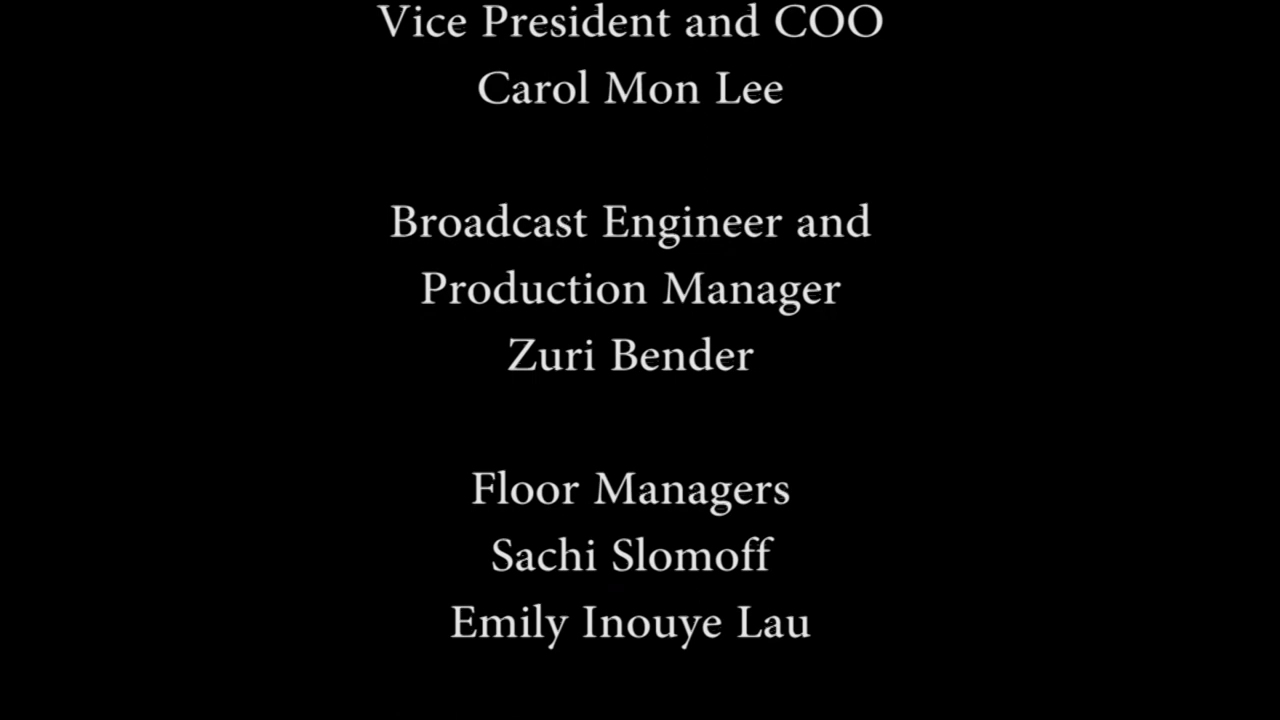 Vice President and COO
Carol Mon Lee
Broadcast Engineer and
Production Manager
Zuri Bender
Floor Managers
Sachi Slomoff
Emily Inouye Lau